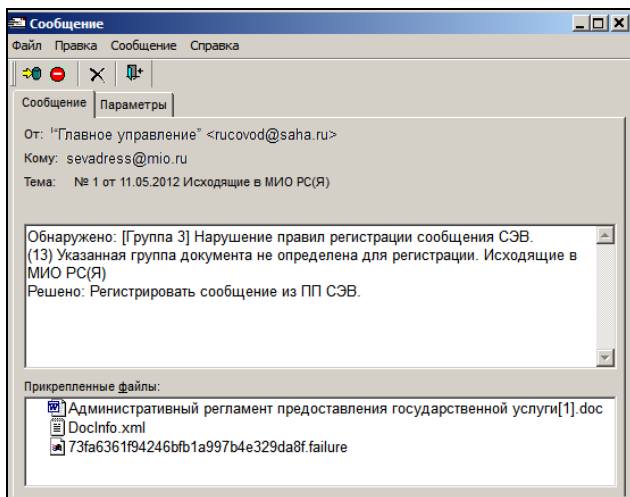 Сообщение
Файл Правка Сообщение Справка
Сообщение Параметры
От: "Главное управление" <rucovod@saha.ru>
Кому: sevadress@mio.ru
Тема: № 1 от 11.05.2012 Исходящие в МИО РС(Я)
Обнаружено: [Группа 3] Нарушение правил регистрации сообщения СЭВ.
(13) Указанная группа документа не определена для регистрации. Исходящие в
МИО РС(Я)
Решено: Регистрировать сообщение из ПП СЭВ.
Прикрепленные файлы:
Административный регламент предоставления государственной услуги[1].doc
DocInfo.xml
73fa6361f94246bfb1a997b4e329da8f.failure